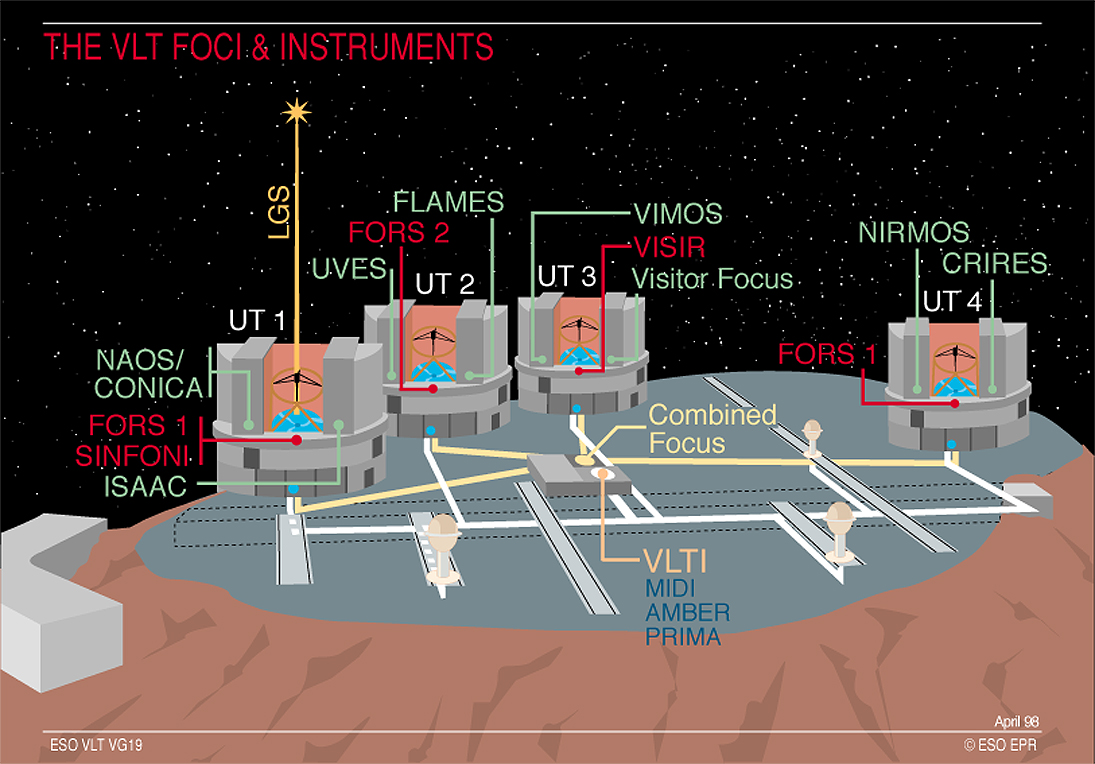 THE VLT FOCI & INSTRUMENTS
LGS
FLAMES
FORS 2
UVES
UT 2
VIMOS
VISIR
UT 3
Visitor Focus
NIRMOS
CRIRES
UT 4
UT 1
NAOS/
CONICA
FORS 1
FORS 1
SINFONI
ISAAC
Combined
Focus
VLTI
MIDI
AMBER
PRIMA
April 98
ESO VLT VG19
© ESO EPR